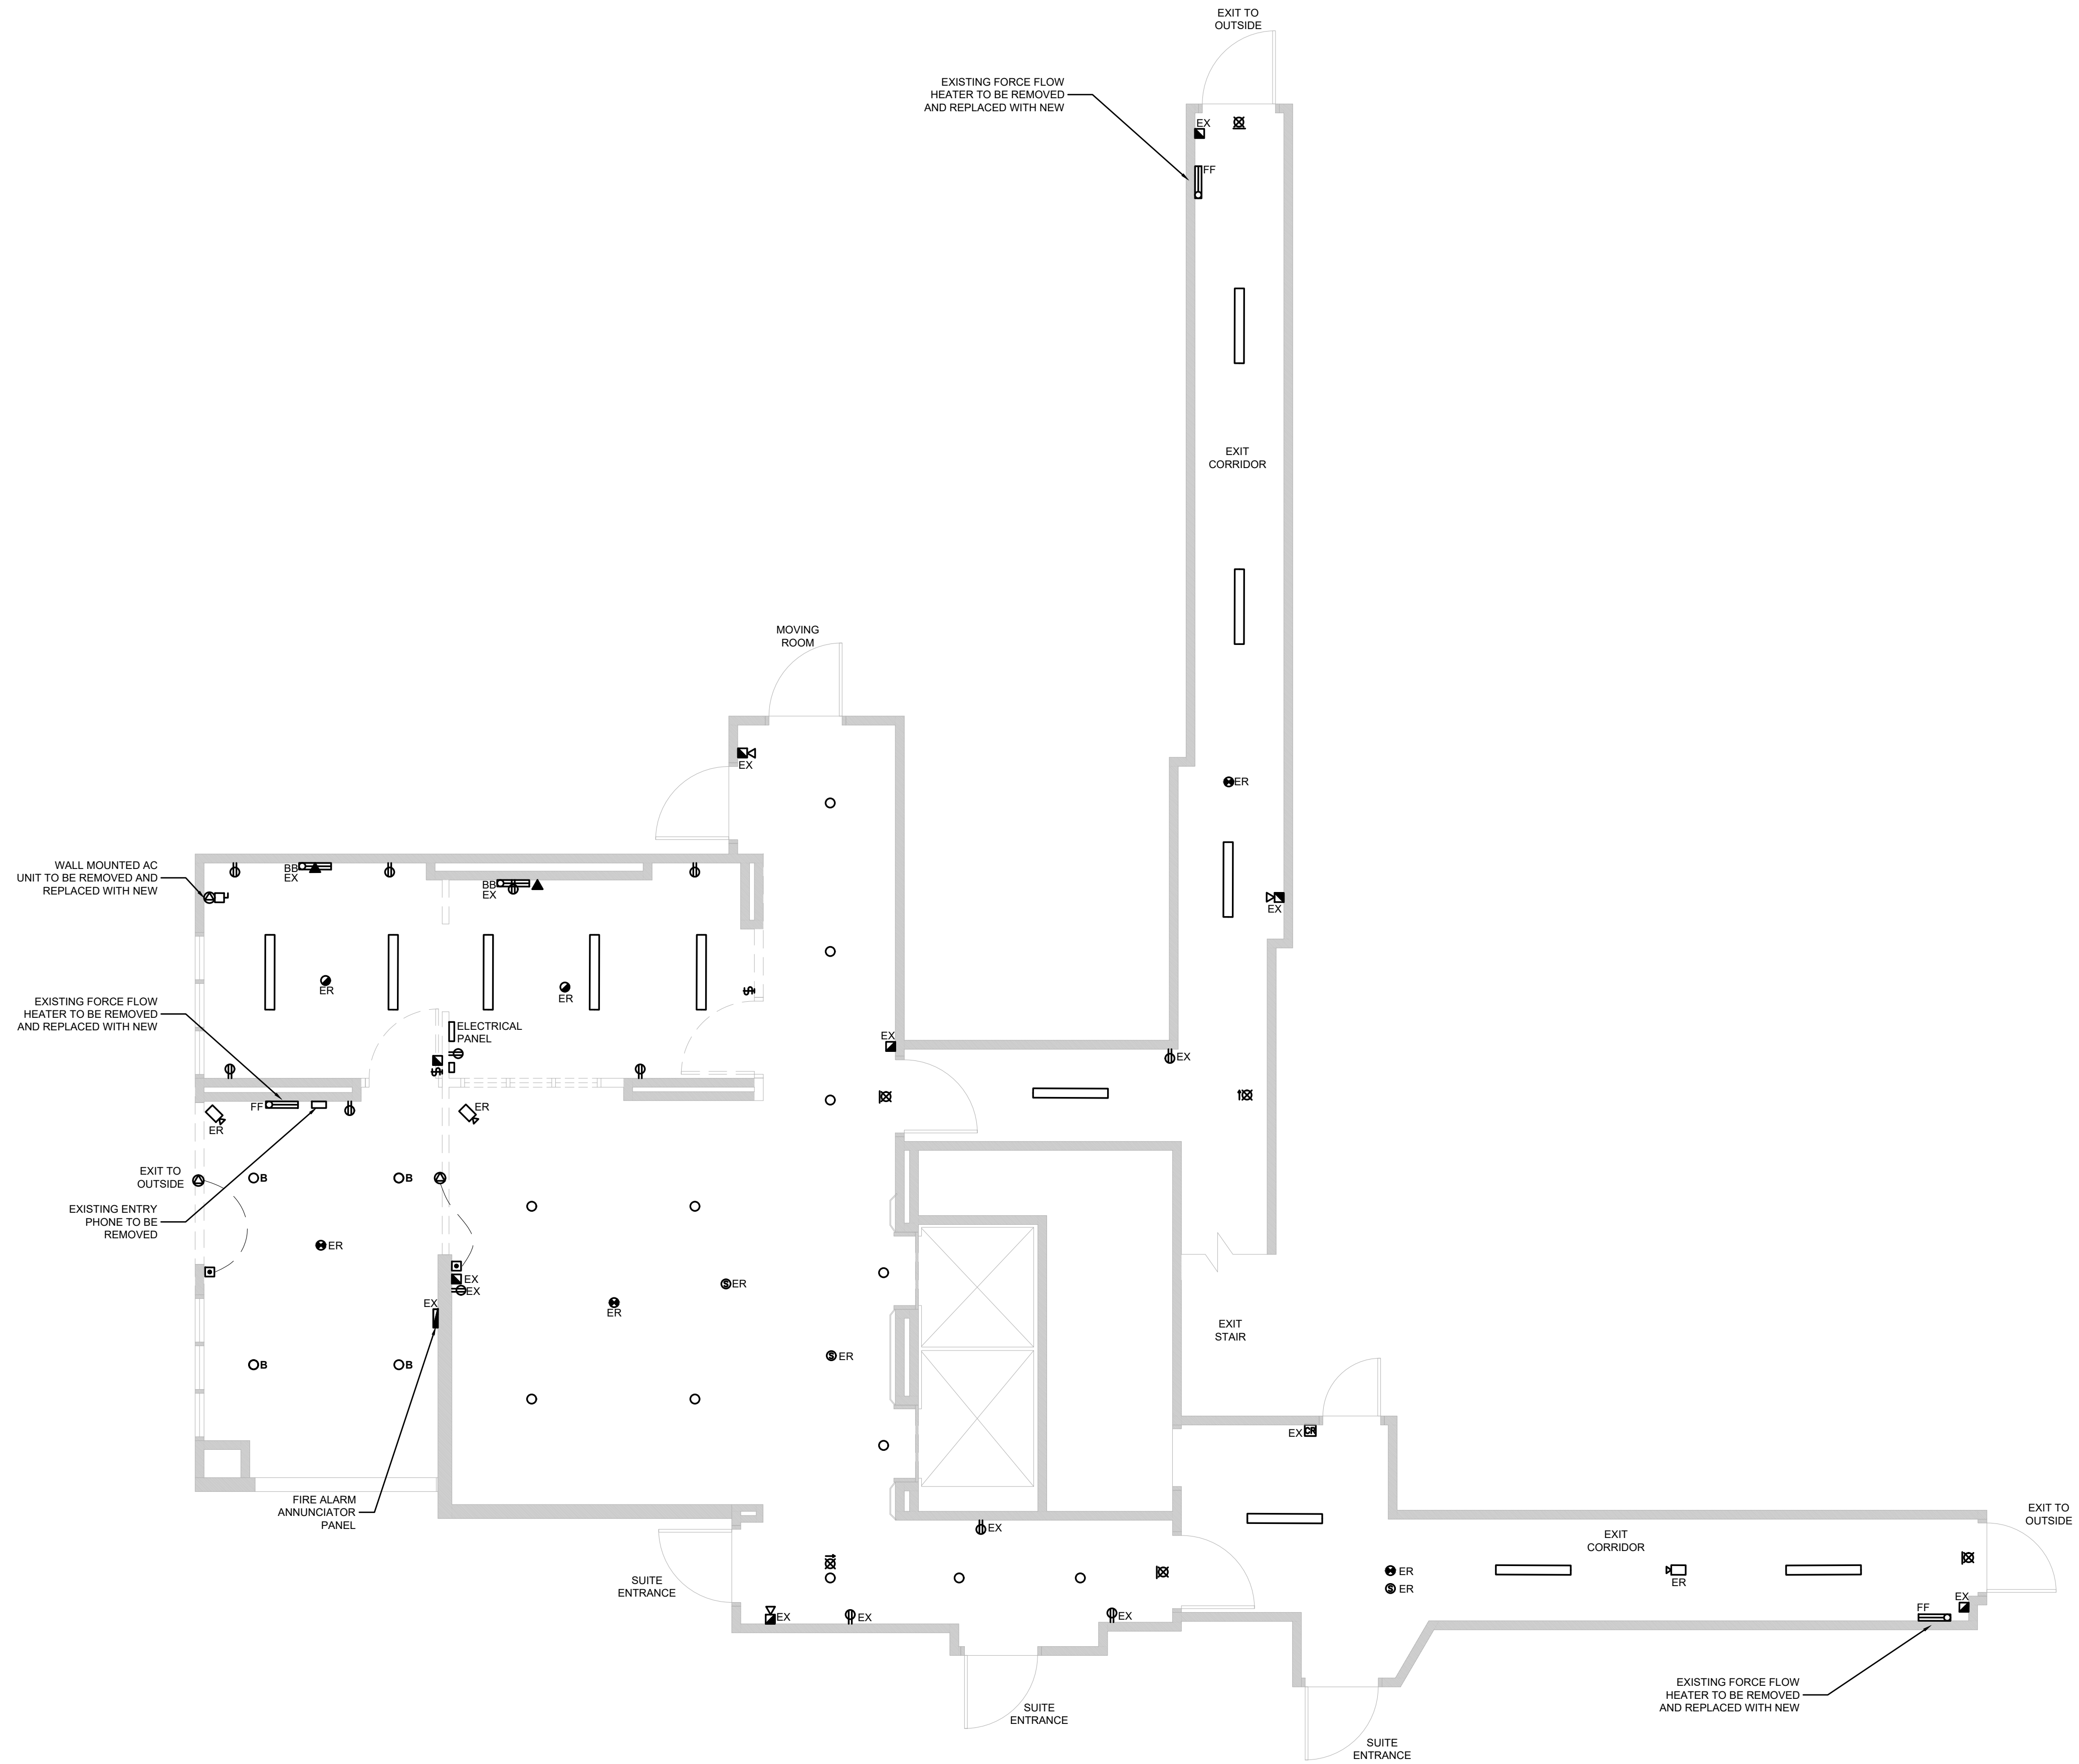 EXIT TO
OUTSIDE
EXISTING FORCE FLOW
HEATER TO BE REMOVED
AND REPLACED WITH NEW
EX
FF
EXIT
CORRIDOR
MOVING
ROOM
EX
ER
WALL MOUNTED AC
UNIT TO BE REMOVED AND
REPLACED WITH NEW
BB
EX
BB
EX
EX
ER
ER
$
EXISTING FORCE FLOW
HEATER TO BE REMOVED
AND REPLACED WITH NEW
ELECTRICAL
PANEL
$
EX
EX
FF
ER
ER
EXIT TO
OUTSIDE
B
B
EXISTING ENTRY
PHONE TO BE
REMOVED
ER
EX
EX
S
ER
EX
ER
EXIT
STAIR
S
ER
B
B
EX
CR
FIRE ALARM
ANNUNCIATOR
PANEL
EX
EXIT TO
OUTSIDE
EXIT
CORRIDOR
SUITE
ENTRANCE
ER
S
ER
ER
EX
EX
EX
EX
FF
EXISTING FORCE FLOW
HEATER TO BE REMOVED
AND REPLACED WITH NEW
SUITE
ENTRANCE
SUITE
ENTRANCE